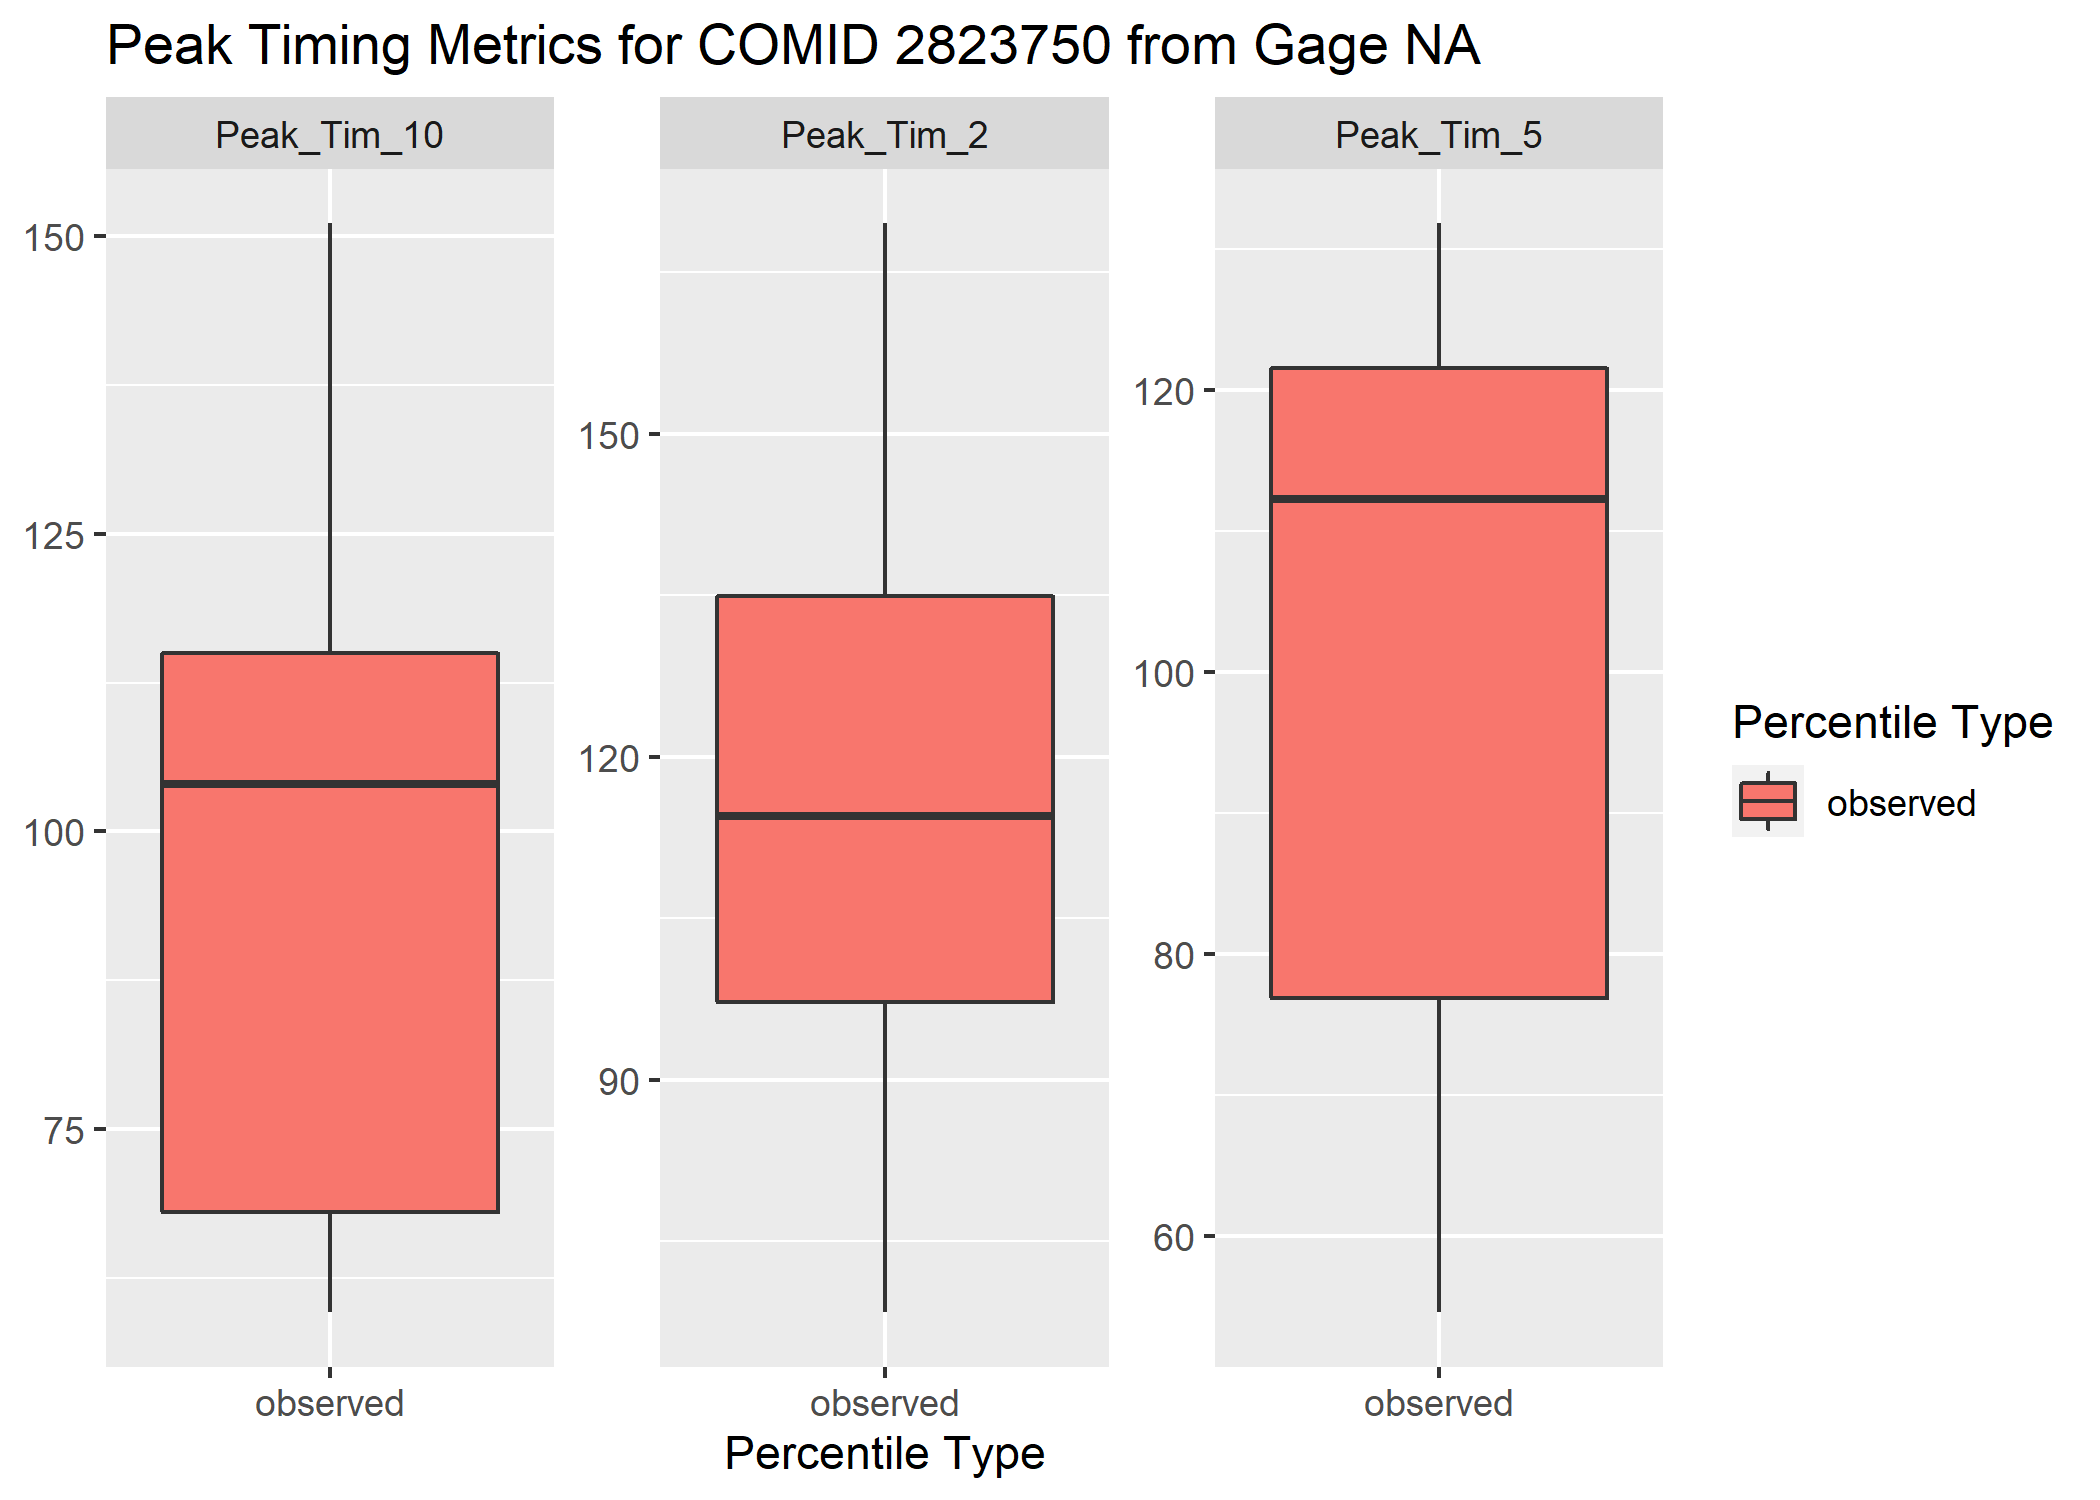 Peak Timing Metrics for COMID 2823750 from Gage NA
Peak_Tim_10
Peak_Tim_2
Peak_Tim_5
150
125
100
75
150
120
90
120
100
80
60
observed
observed
observed
Percentile Type
Percentile Type
observed